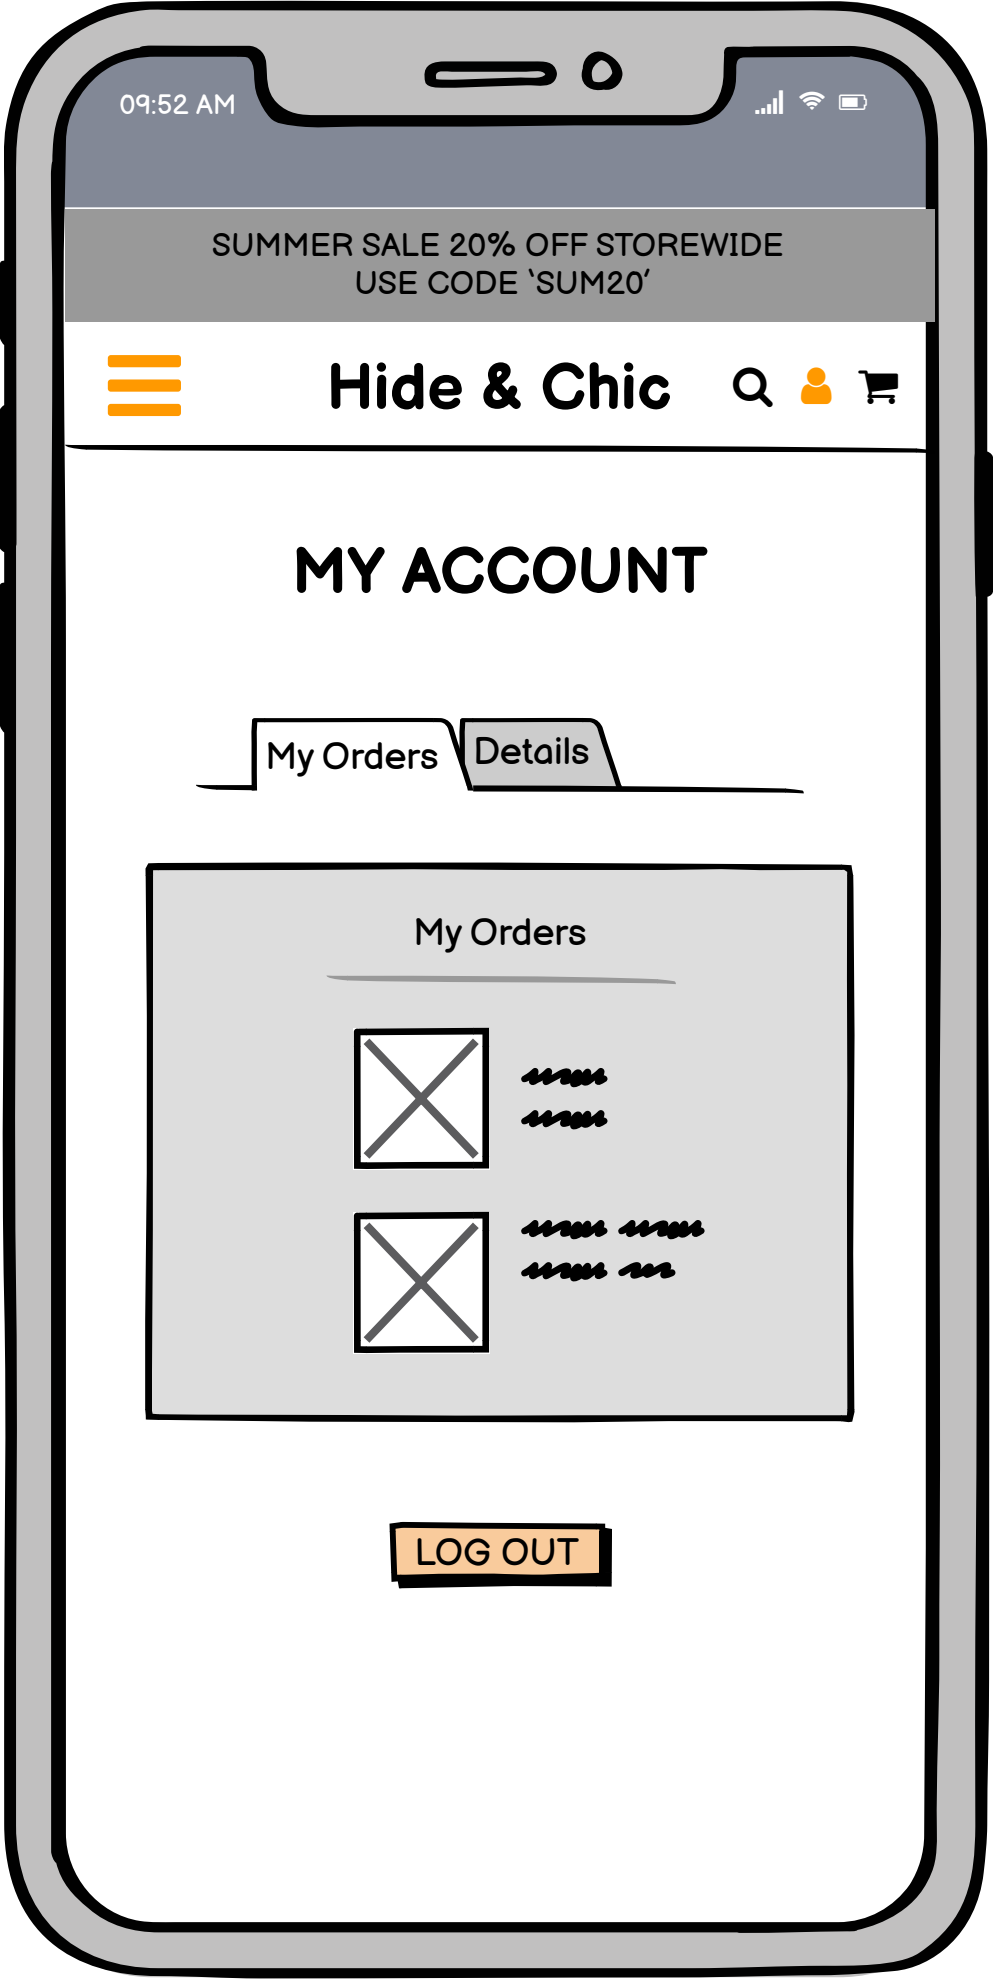 09:52 AM
SUMMER SALE 20% OFF STOREWIDE
USE CODE ‵SUM20′
Hide & Chic
MY ACCOUNT
My Orders
Details
My Orders
LOG OUT